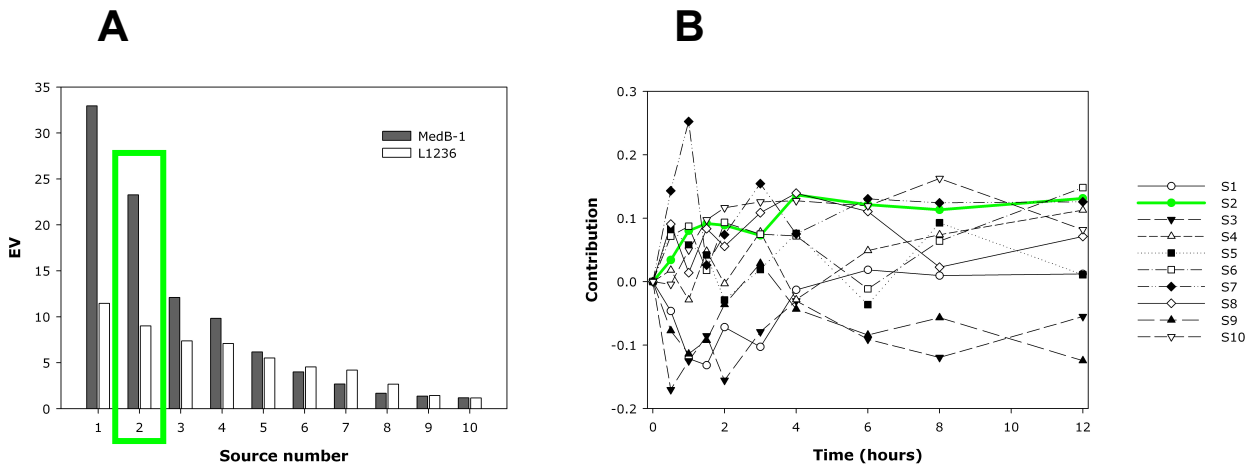 A
EV
35
30
25
20
15
10
5
0
MedB-1
L1236
1 2 3 4 5 6 7 8 9 10
Source number
B
Contribution
0.3
0.2
0.1
0.0
-0.1
-0.2
0 2 4 6 8 10 12
Time (hours)
S1
S2
S3
S4
S5
S6
S7
S8
S9
S10